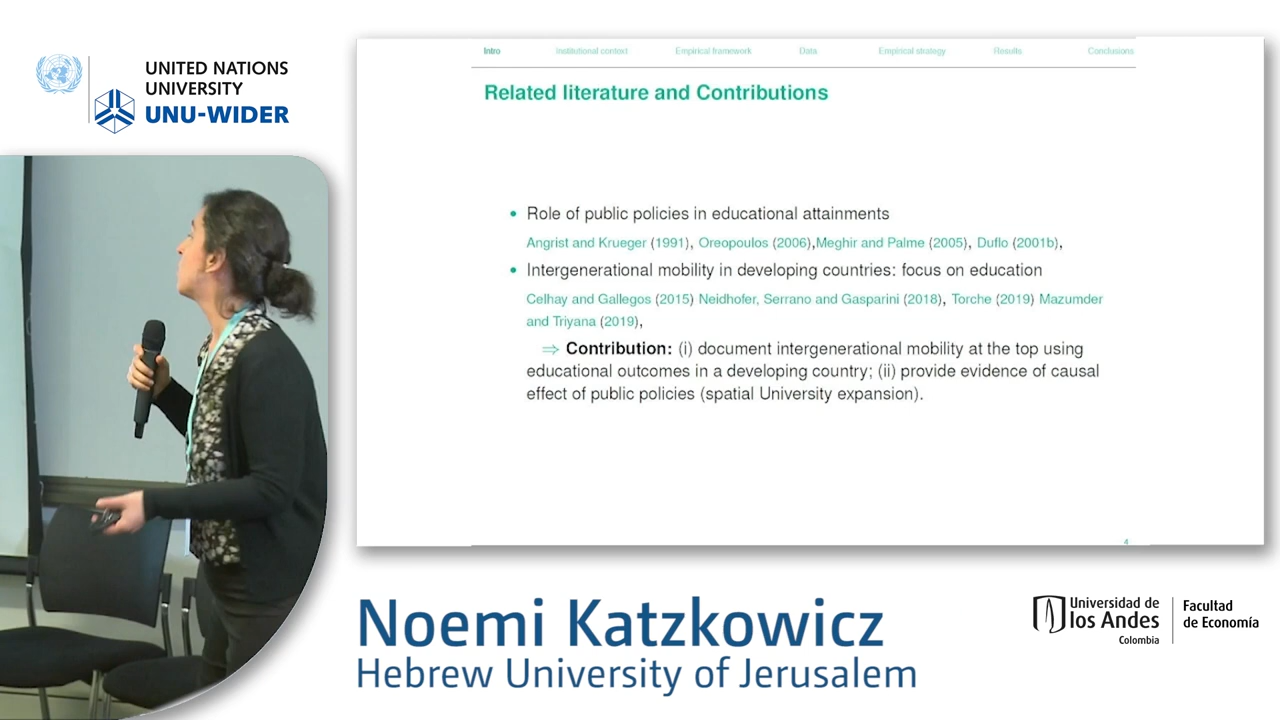 UNITED NATIONS
UNIVERSITY
UNU-WIDER
Intro Institutional context Empirical framework Data Empirical strategy Results Conclusions
Related literature and Contributions
• Role of public policies in educational attainments
Angrist and Krueger (1991), Oreopoulos (2006),Meghir and Palme (2005), Duflo (2001b),
• Intergenerational mobility in developing countries: focus on education
Celhay and Gallegos (2015) Neidhofer, Serrano and Gasparini (2018), Torche (2019) Mazumder
and Triyana (2019),
⇒ Contribution: (i) document intergenerational mobility at the top using
educational outcomes in a developing country; (ii) provide evidence of causal
effect of public policies (spatial University expansion).
4
Noemi Katzkowicz
Hebrew University of Jerusalem
Universidad de
los Andes
Colombia
Facultad
de Economía